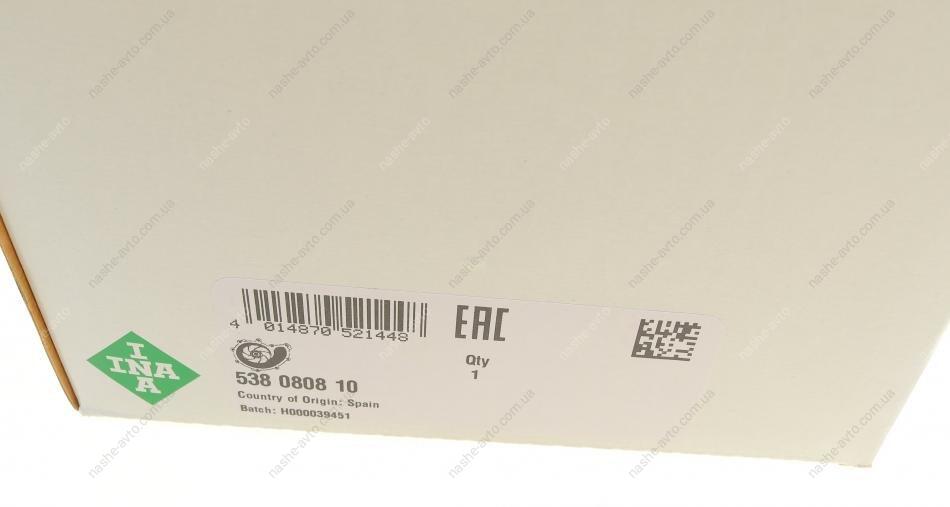 4 014870 521448
EAC
Qty
1
538 0808 10
Country of Origin: Spain
Batch: H000039451
INA
INA
nashe-avto.com.ua